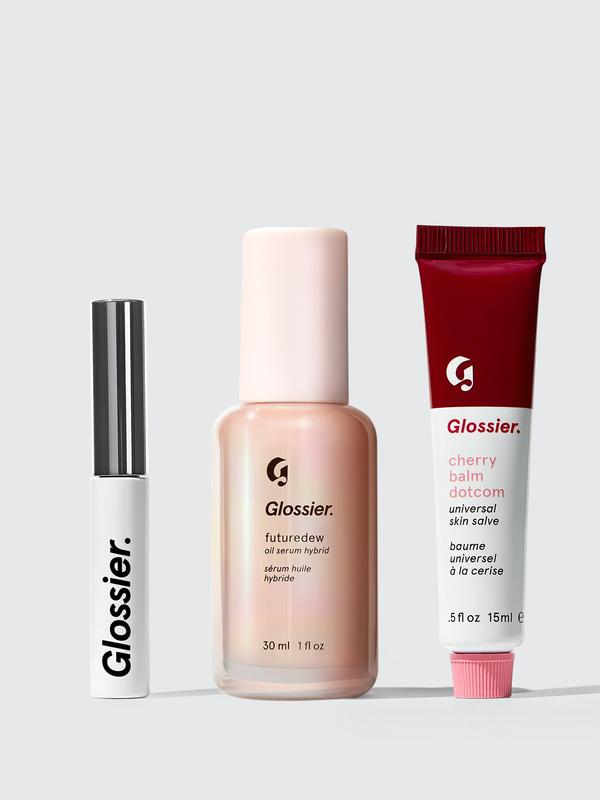 Glossier.
G
Glossier.
futuredew
oil serum hybrid
sérum huile
hybride
30 ml 1 fl oz
G
Glossier.
cherry
balm
dotcom
universal
skin salve
baume
universel
à la cerise
.5 fl oz 15ml e